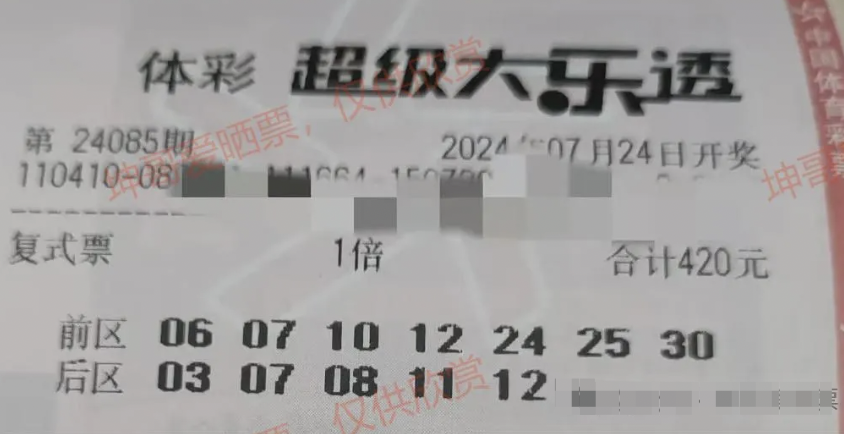 体彩 超级大乐透
第 24085期
2024年07月24日开奖
110410-08
复式票 1倍 合计420元
前区 06 07 10 12 24 25 30
后区 03 07 08 11 12
坤哥爱晒票，仅供欣赏
中国体育彩票
坤哥
仅供欣赏